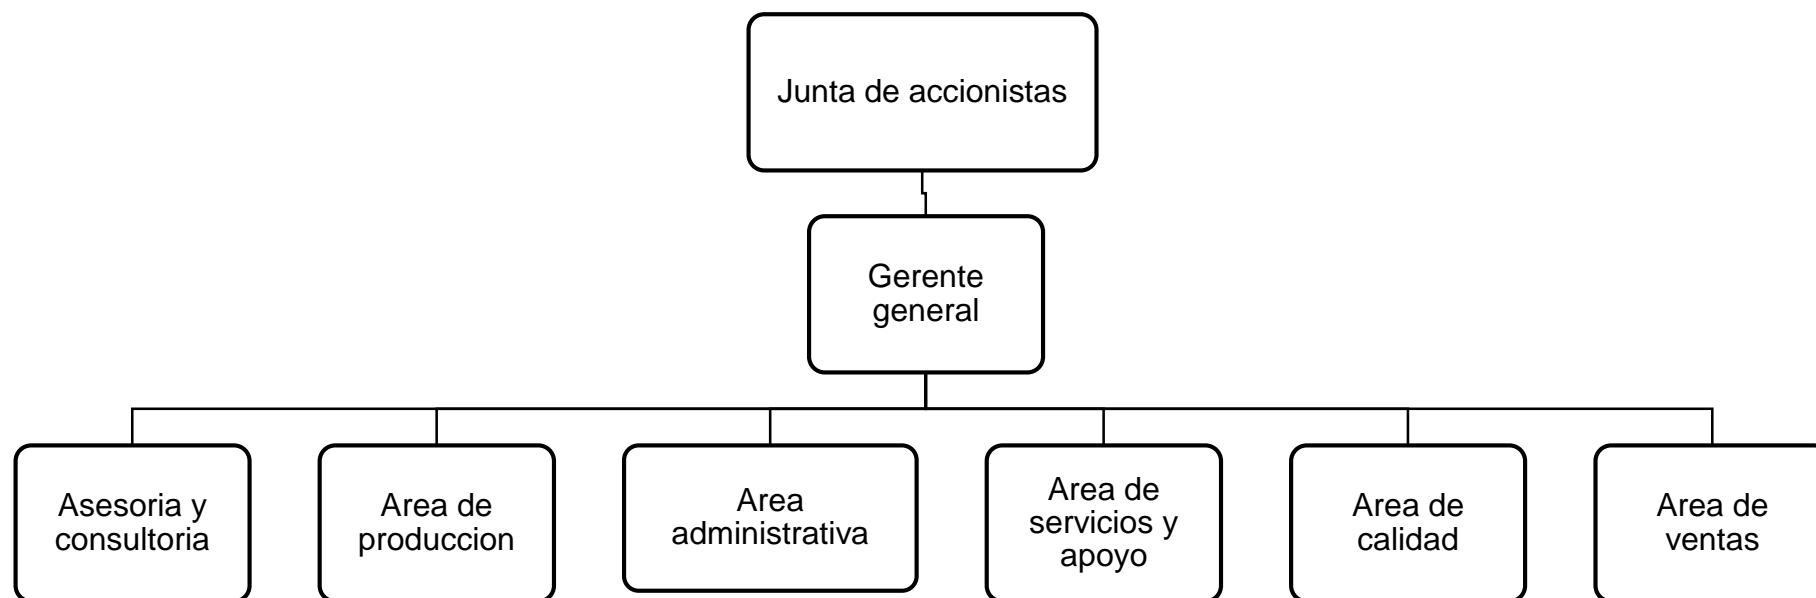 Junta de accionistas
Gerente
general
Asesoria y
consultoria
Area de
produccion
Area
administrativa
Area de
servicios y
apoyo
Area de
calidad
Area de
ventas